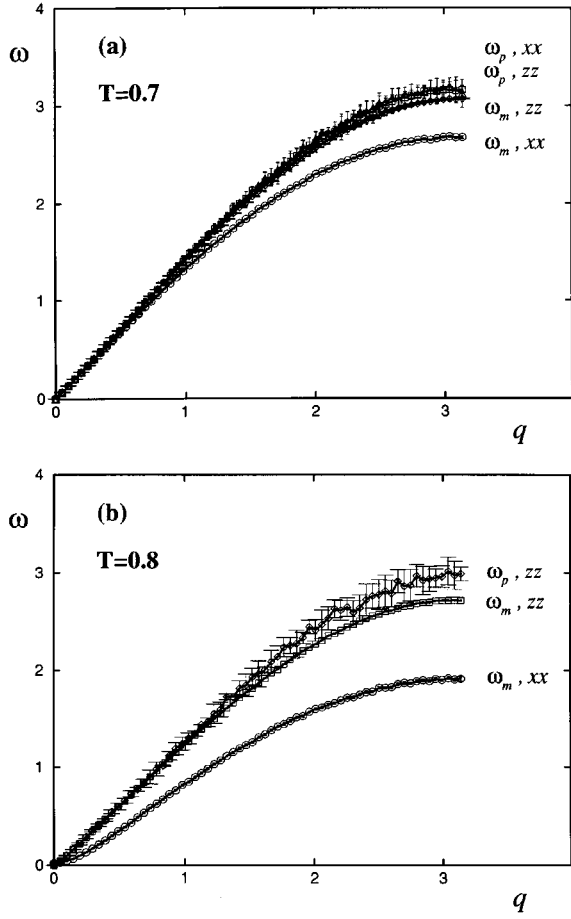 4
(a)
ω
T=0.7
ω_p , xx
ω_p , zz
ω_m , zz
ω_m , xx
3
2
1
0
0 1 2 3
q
4
(b)
ω
T=0.8
3
ω_p , zz
ω_m , zz
2
ω_m , xx
1
0
0 1 2 3
q